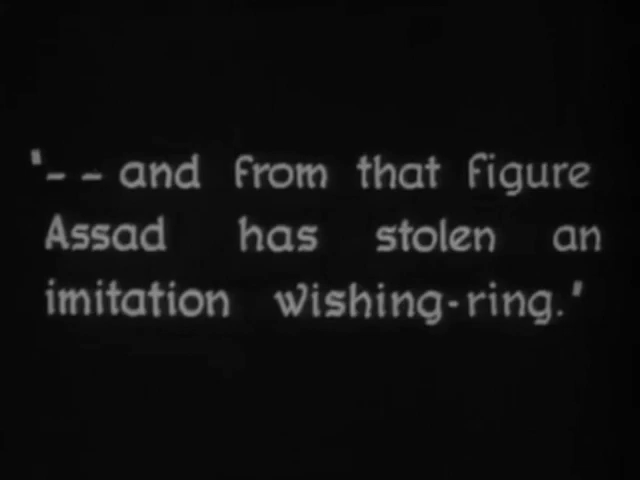 '-- and from that figure
Assad has stolen an
imitation wishing-ring.'